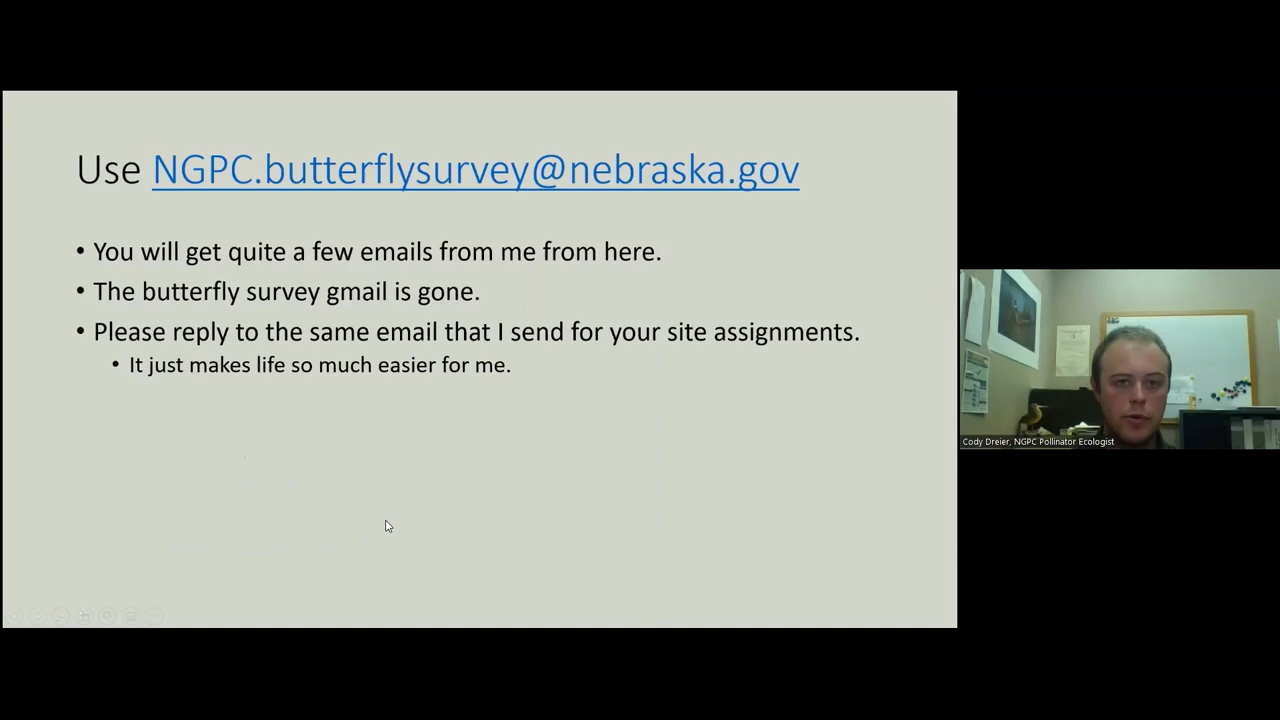 Use NGPC.butterflysurvey@nebraska.gov
• You will get quite a few emails from me from here.
• The butterfly survey gmail is gone.
• Please reply to the same email that I send for your site assignments.
• It just makes life so much easier for me.
Cody Dreier, NGPC Pollinator Ecologist